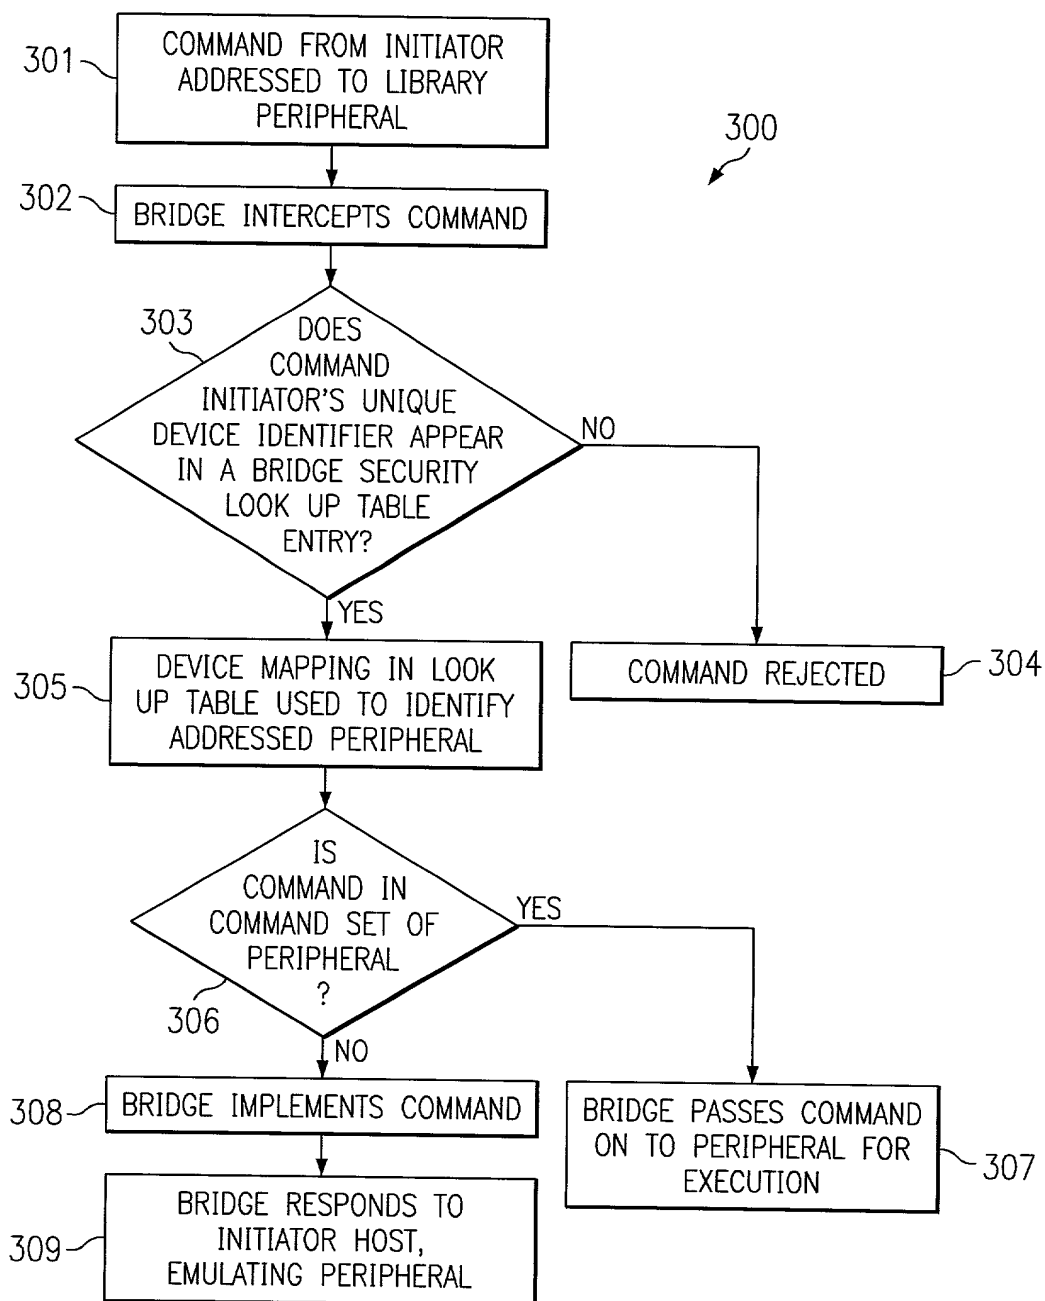 301
COMMAND FROM INITIATOR
ADDRESSED TO LIBRARY
PERIPHERAL
300
302
BRIDGE INTERCEPTS COMMAND
303
DOES
COMMAND
INITIATOR'S UNIQUE
DEVICE IDENTIFIER APPEAR
IN A BRIDGE SECURITY
LOOK UP TABLE
ENTRY?
NO
YES
305
DEVICE MAPPING IN LOOK
UP TABLE USED TO IDENTIFY
ADDRESSED PERIPHERAL
COMMAND REJECTED
304
IS
COMMAND IN
COMMAND SET OF
PERIPHERAL
?
306
YES
NO
308
BRIDGE IMPLEMENTS COMMAND
BRIDGE PASSES COMMAND
ON TO PERIPHERAL FOR
EXECUTION
307
309
BRIDGE RESPONDS TO
INITIATOR HOST,
EMULATING PERIPHERAL